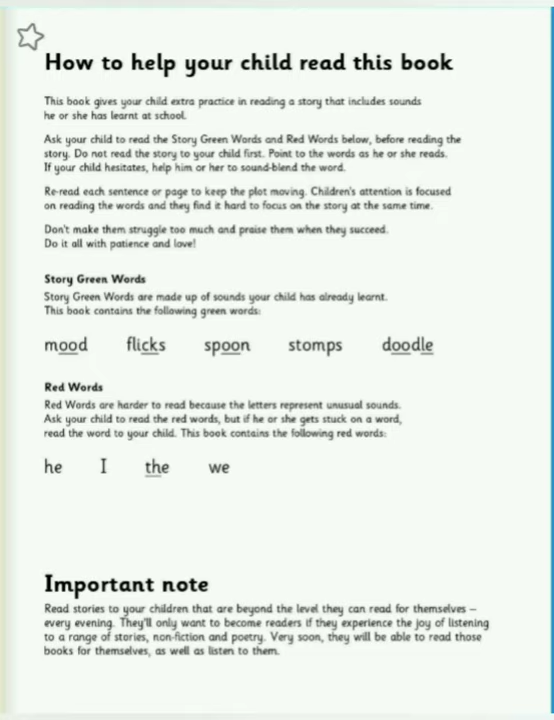 How to help your child read this book
This book gives your child extra practice in reading a story that includes sounds
he or she has learnt at school.
Ask your child to read the Story Green Words and Red Words below, before reading the
story. Do not read the story to your child first. Point to the words as he or she reads.
If your child hesitates, help him or her to sound-blend the word.
Re-read each sentence or page to keep the plot moving. Children's attention is focused
on reading the words and they find it hard to focus on the story at the same time.
Don't make them struggle too much and praise them when they succeed.
Do it all with patience and love!
Story Green Words
Story Green Words are made up of sounds your child has already learnt.
This book contains the following green words:
mood flicks spoon stomps doodle
Red Words
Red Words are harder to read because the letters represent unusual sounds.
Ask your child to read the red words, but if he or she gets stuck on a word,
read the word to your child. This book contains the following red words:
he I the we
Important note
Read stories to your children that are beyond the level they can read for themselves –
every evening. They'll only want to become readers if they experience the joy of listening
to a range of stories, non-fiction and poetry. Very soon, they will be able to read those
books for themselves, as well as listen to them.